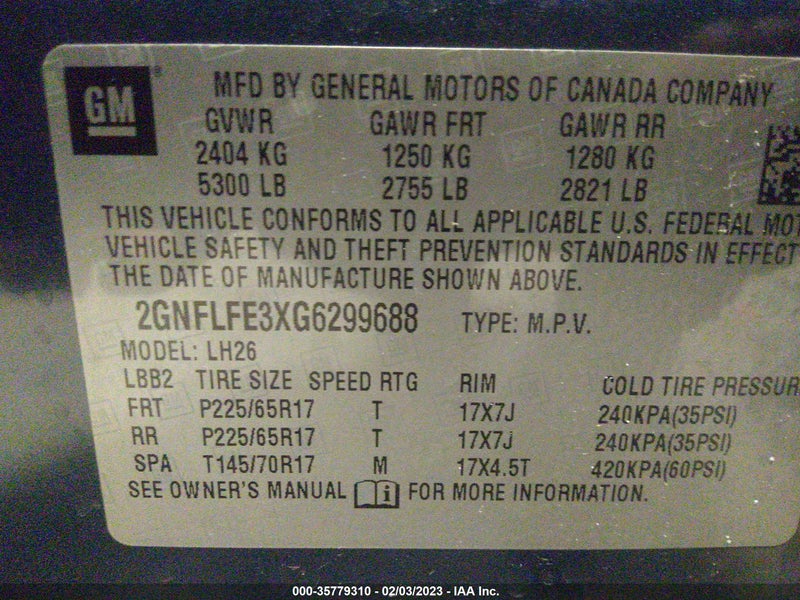 GM ®
MFD BY GENERAL MOTORS OF CANADA COMPANY
GVWR GAWR FRT GAWR RR
2404 KG 1250 KG 1280 KG
5300 LB 2755 LB 2821 LB
THIS VEHICLE CONFORMS TO ALL APPLICABLE U.S. FEDERAL MOT
VEHICLE SAFETY AND THEFT PREVENTION STANDARDS IN EFFECT
THE DATE OF MANUFACTURE SHOWN ABOVE.
2GNFLFE3XG6299688 TYPE: M.P.V.
MODEL: LH26
LBB2 TIRE SIZE SPEED RTG RIM COLD TIRE PRESSUR
FRT P225/65R17 T 17X7J 240KPA(35PSI)
RR P225/65R17 T 17X7J 240KPA(35PSI)
SPA T145/70R17 M 17X4.5T 420KPA(60PSI)
SEE OWNER'S MANUAL i FOR MORE INFORMATION.
000-35779310 - 02/03/2023 - IAA Inc.